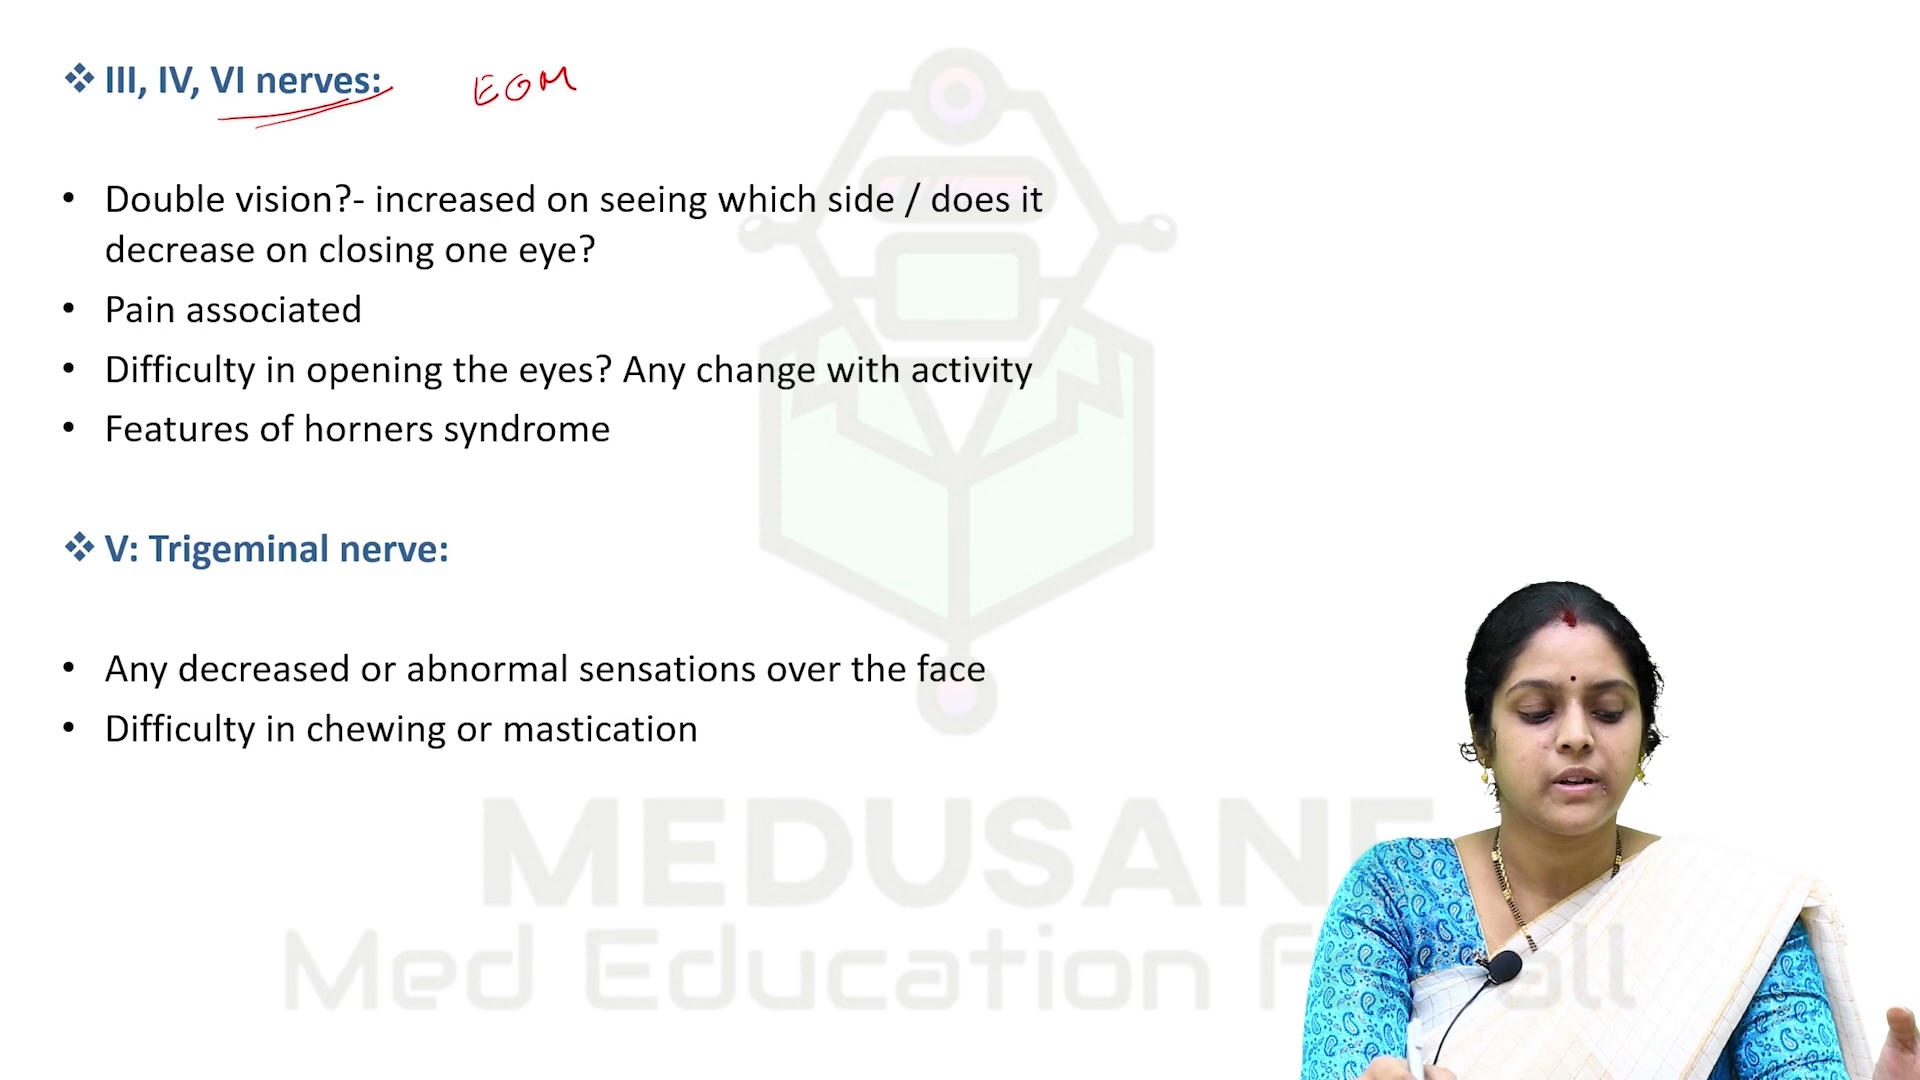 ❖ III, IV, VI nerves:
EOM
• Double vision?- increased on seeing which side / does it
decrease on closing one eye?
• Pain associated
• Difficulty in opening the eyes? Any change with activity
• Features of horners syndrome
❖ V: Trigeminal nerve:
• Any decreased or abnormal sensations over the face
• Difficulty in chewing or mastication
MEDUSANE
Med Education F all